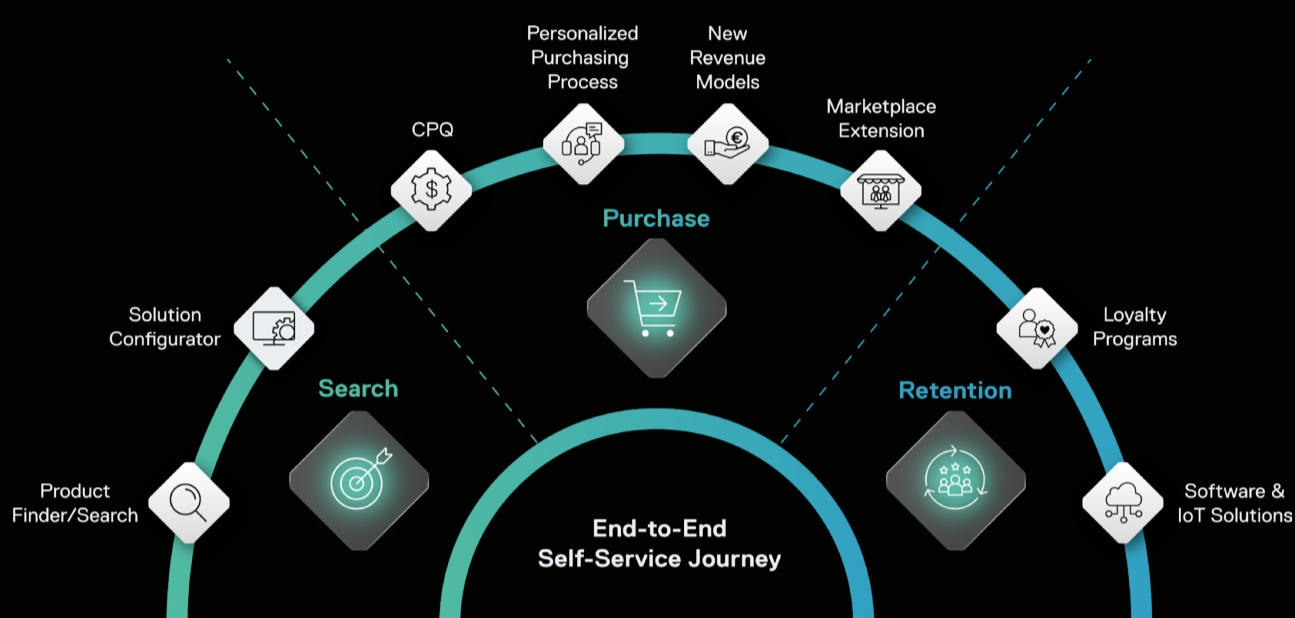 Personalized
Purchasing
Process
New
Revenue
Models
Marketplace
Extension
CPQ
Purchase
Solution
Configurator
Loyalty
Programs
Search
Retention
Product
Finder/Search
Software &
IoT Solutions
End-to-End
Self-Service Journey
$
€